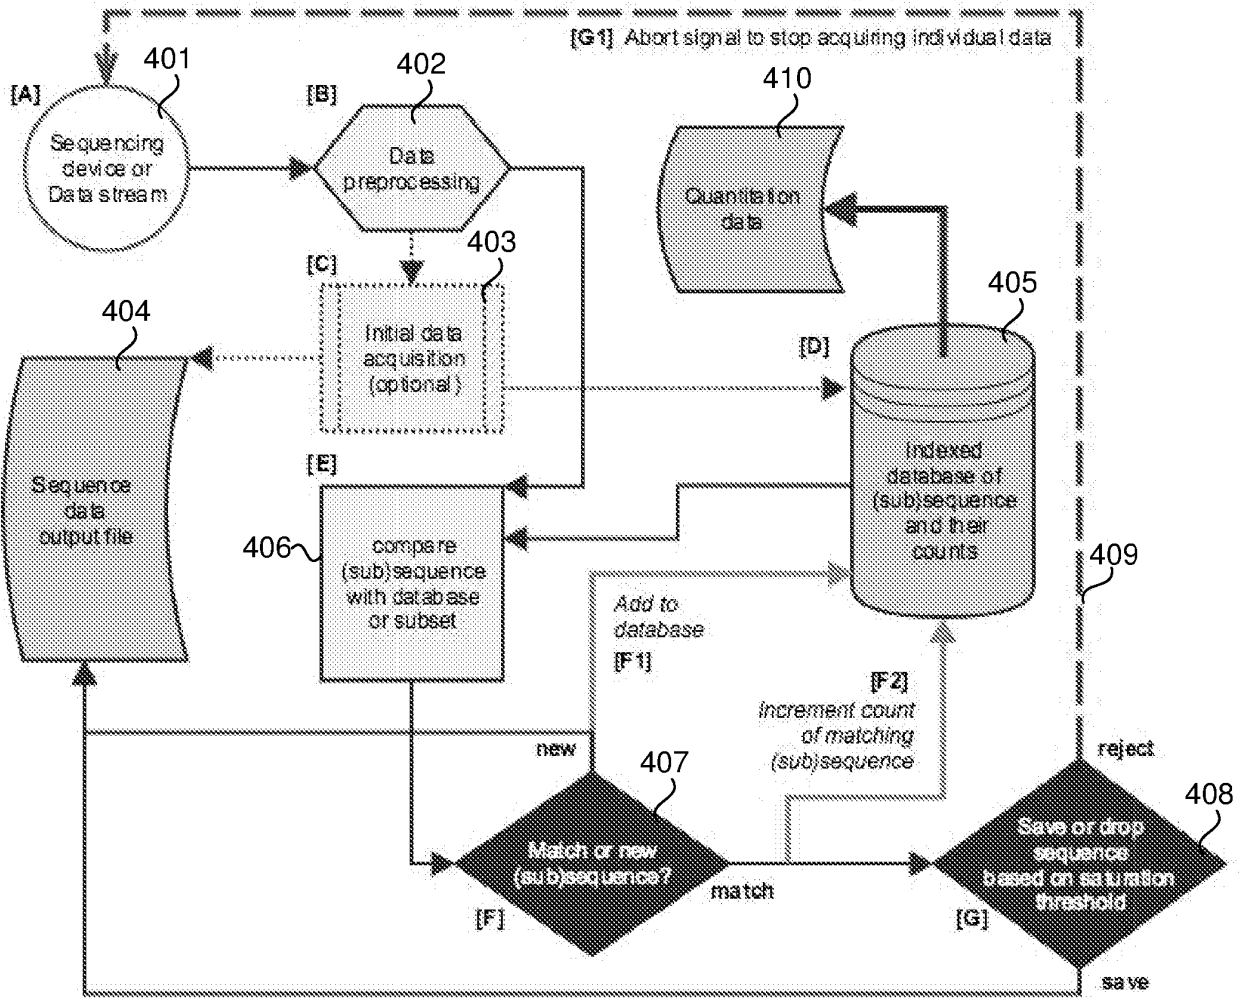 [G1] Abort signal to stop acquiring individual data
401
[A]
Sequencing
device or
Data stream
402
[B]
Data
preprocessing
410
Quantitation
data
403
[C]
Initial data
acquisition
(optional)
404
Sequence
data
output file
405
[D]
Indexed
database of
(sub)sequence
and their
counts
[E]
406
compare
(sub)sequence
with database
or subset
409
Add to
database
[F1]
[F2]
Increment count
of matching
(sub)sequence
new
407
Match or new
(sub)sequence?
[F]
match
reject
408
Save or drop
sequence
based on saturation
threshold
[G]
save